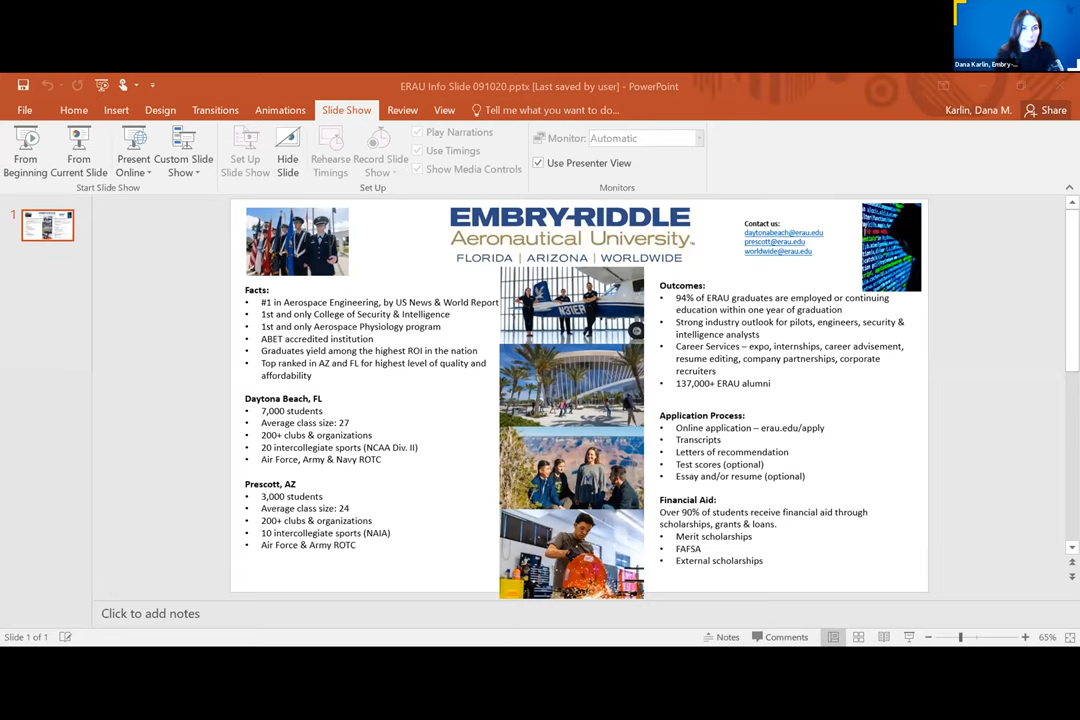 Dana Karlin, Embry-...
ERAU Info Slide 091020.pptx [Last saved by user] - PowerPoint
File Home Insert Design Transitions Animations Slide Show Review View Tell me what you want to do...
Karlin, Dana M. Share
From Beginning
From Current Slide
Present Online
Custom Slide Show
Start Slide Show
Set Up Slide Show
Hide Slide
Rehearse Timings
Record Slide Show
Play Narrations
Use Timings
Show Media Controls
Set Up
Monitor: Automatic
Use Presenter View
Monitors
1
EMBRY-RIDDLE
Aeronautical University™
FLORIDA | ARIZONA | WORLDWIDE
Contact us:
daytonabeach@erau.edu
prescott@erau.edu
worldwide@erau.edu
Facts:
• #1 in Aerospace Engineering, by US News & World Report
• 1st and only College of Security & Intelligence
• 1st and only Aerospace Physiology program
• ABET accredited institution
• Graduates yield among the highest ROI in the nation
• Top ranked in AZ and FL for highest level of quality and
affordability
Daytona Beach, FL
• 7,000 students
• Average class size: 27
• 200+ clubs & organizations
• 20 intercollegiate sports (NCAA Div. II)
• Air Force, Army & Navy ROTC
Prescott, AZ
• 3,000 students
• Average class size: 24
• 200+ clubs & organizations
• 10 intercollegiate sports (NAIA)
• Air Force & Army ROTC
N31ER
Outcomes:
• 94% of ERAU graduates are employed or continuing
education within one year of graduation
• Strong industry outlook for pilots, engineers, security &
intelligence analysts
• Career Services – expo, internships, career advisement,
resume editing, company partnerships, corporate
recruiters
• 137,000+ ERAU alumni
Application Process:
• Online application – erau.edu/apply
• Transcripts
• Letters of recommendation
• Test scores (optional)
• Essay and/or resume (optional)
Financial Aid:
Over 90% of students receive financial aid through
scholarships, grants & loans.
• Merit scholarships
• FAFSA
• External scholarships
Click to add notes
Slide 1 of 1
Notes Comments 65%